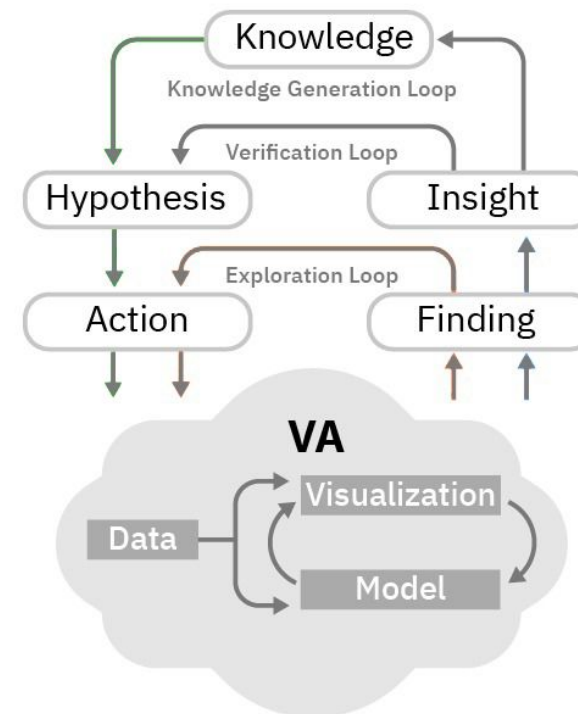 Knowledge
Knowledge Generation Loop
Verification Loop
Hypothesis
Insight
Exploration Loop
Action
Finding
VA
Visualization
Data
Model